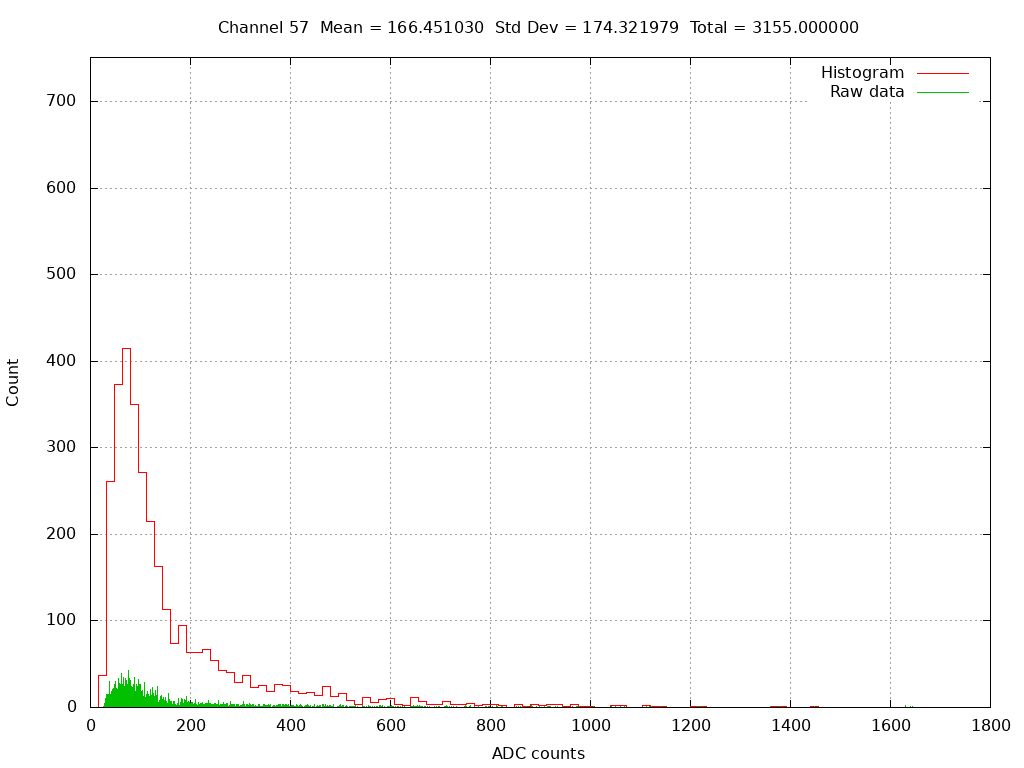 Channel 57  Mean = 166.451030  Std Dev = 174.321979  Total = 3155.000000
Histogram
Raw data
700
600
500
400
300
200
100
0
Count
0 200 400 600 800 1000 1200 1400 1600 1800
ADC counts